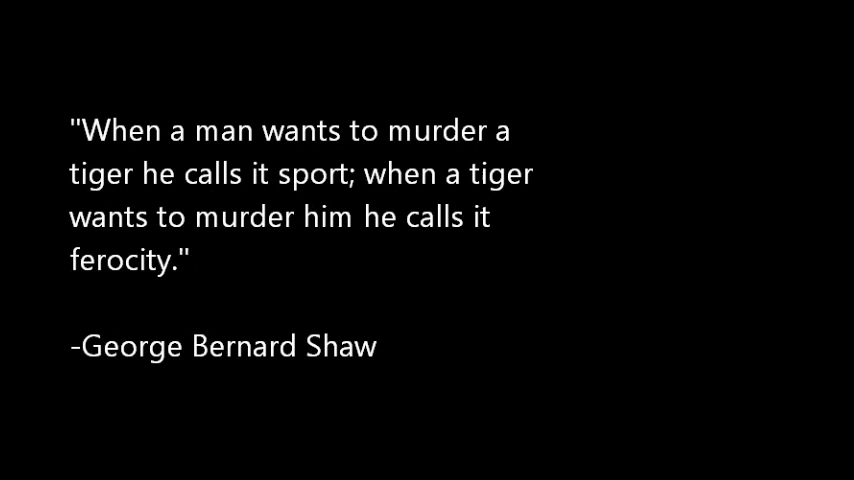 "When a man wants to murder a
tiger he calls it sport; when a tiger
wants to murder him he calls it
ferocity."
-George Bernard Shaw